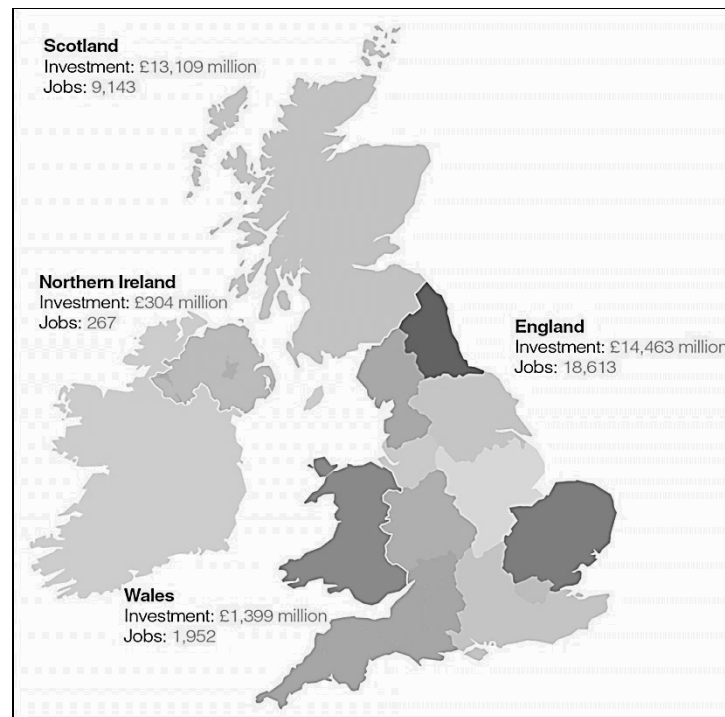 Scotland
Investment: £13,109 million
Jobs: 9,143
Northern Ireland
Investment: £304 million
Jobs: 267
England
Investment: £14,463 million
Jobs: 18,613
Wales
Investment: £1,399 million
Jobs: 1,952